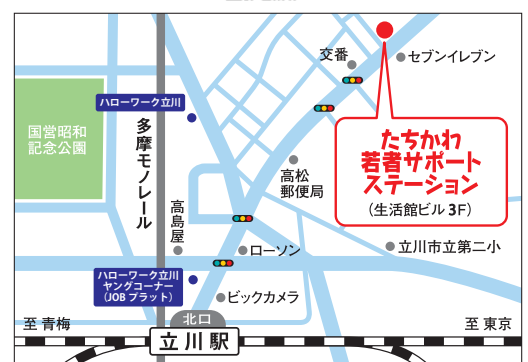 交番
セブンイレブン
ハローワーク立川
国営昭和
記念公園
多摩モノレール
たちかわ
若者サポート
ステーション
(生活館ビル3F)
高松
郵便局
高島屋
ローソン
立川市立第二小
ハローワーク立川
ヤングコーナー
(JOBプラット)
ビックカメラ
至 青梅
北口
至 東京
立川駅